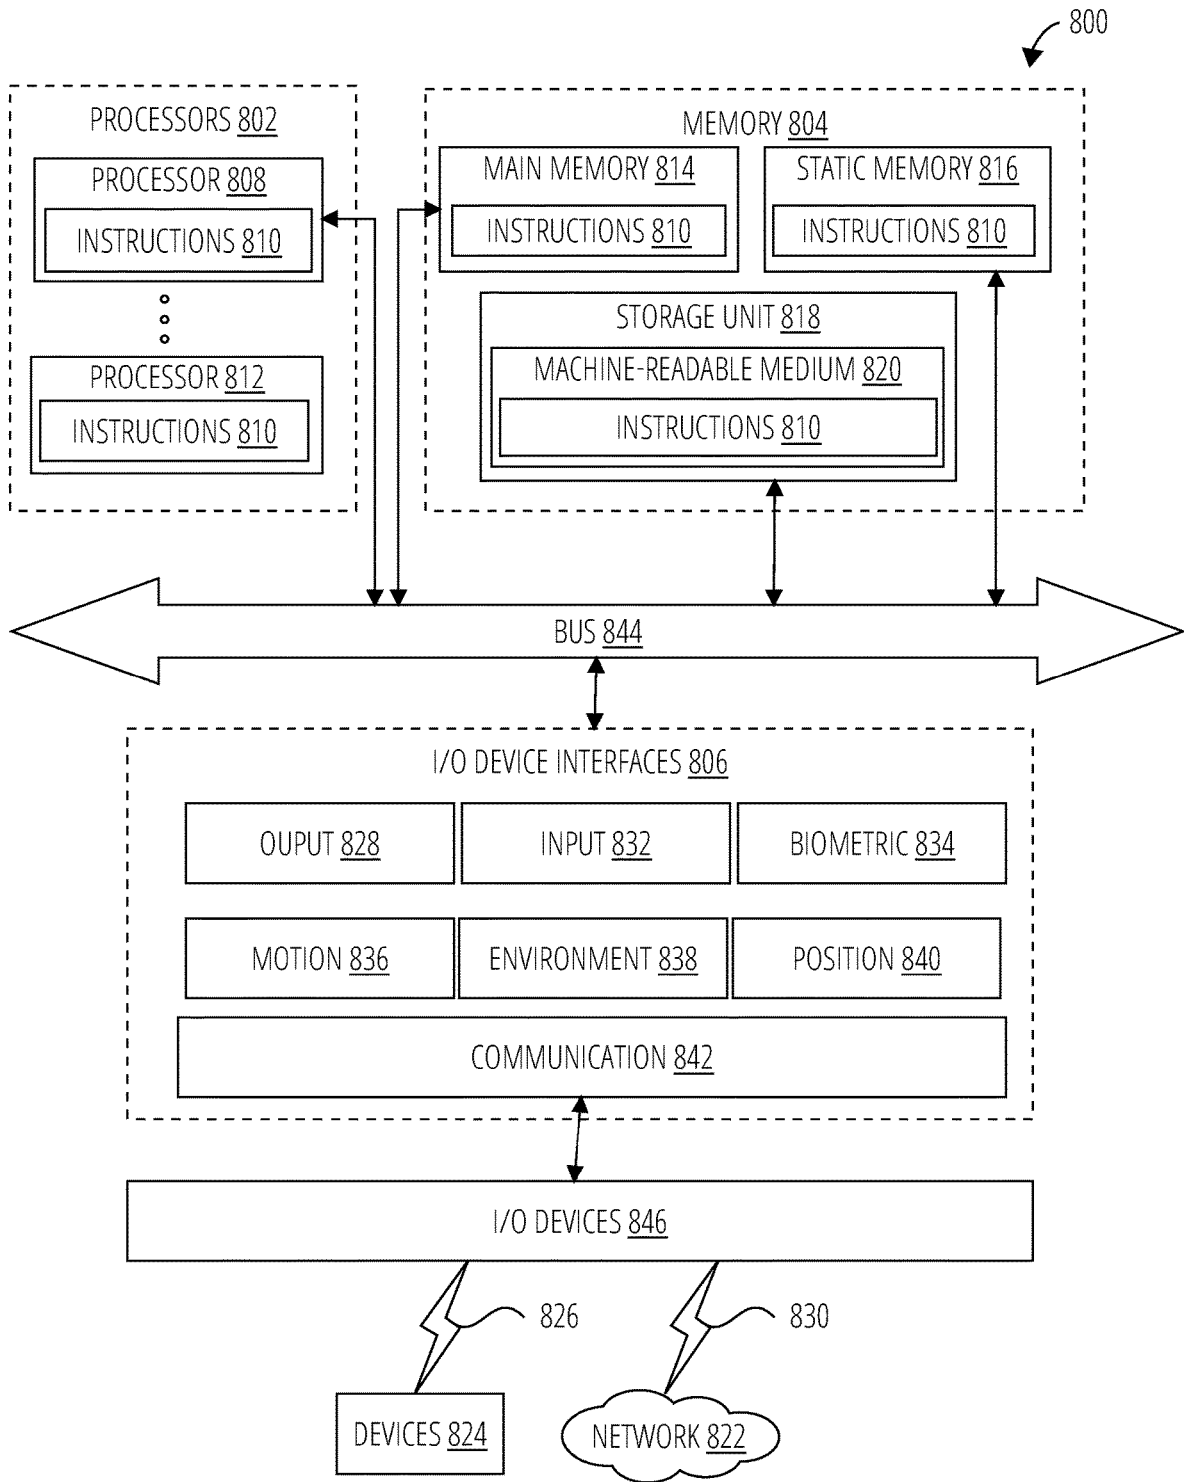 800
PROCESSORS 802
PROCESSOR 808
INSTRUCTIONS 810
PROCESSOR 812
INSTRUCTIONS 810
MEMORY 804
MAIN MEMORY 814
INSTRUCTIONS 810
STATIC MEMORY 816
INSTRUCTIONS 810
STORAGE UNIT 818
MACHINE-READABLE MEDIUM 820
INSTRUCTIONS 810
BUS 844
I/O DEVICE INTERFACES 806
OUPUT 828
INPUT 832
BIOMETRIC 834
MOTION 836
ENVIRONMENT 838
POSITION 840
COMMUNICATION 842
I/O DEVICES 846
826
830
DEVICES 824
NETWORK 822